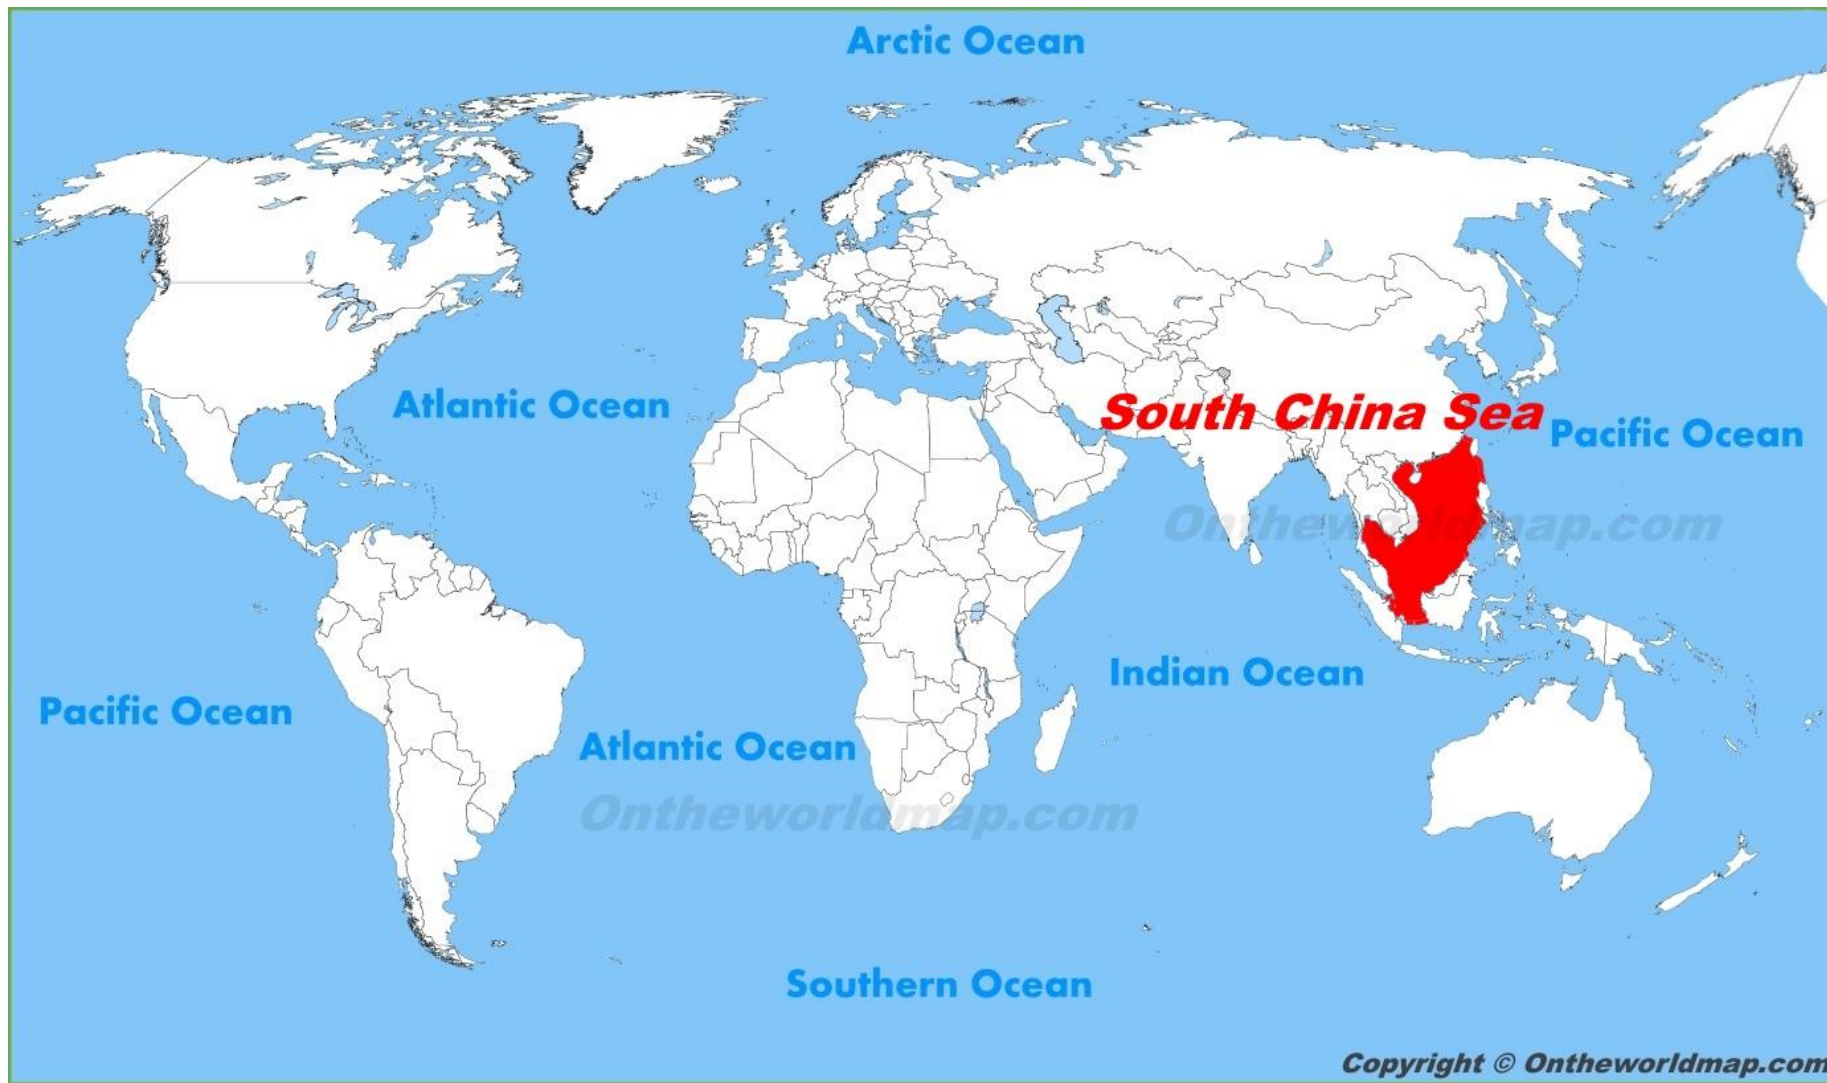 Arctic Ocean
Atlantic Ocean
South China Sea
Pacific Ocean
Ontheworldmap.com
Indian Ocean
Pacific Ocean
Atlantic Ocean
Ontheworldmap.com
Southern Ocean
Copyright © Ontheworldmap.com